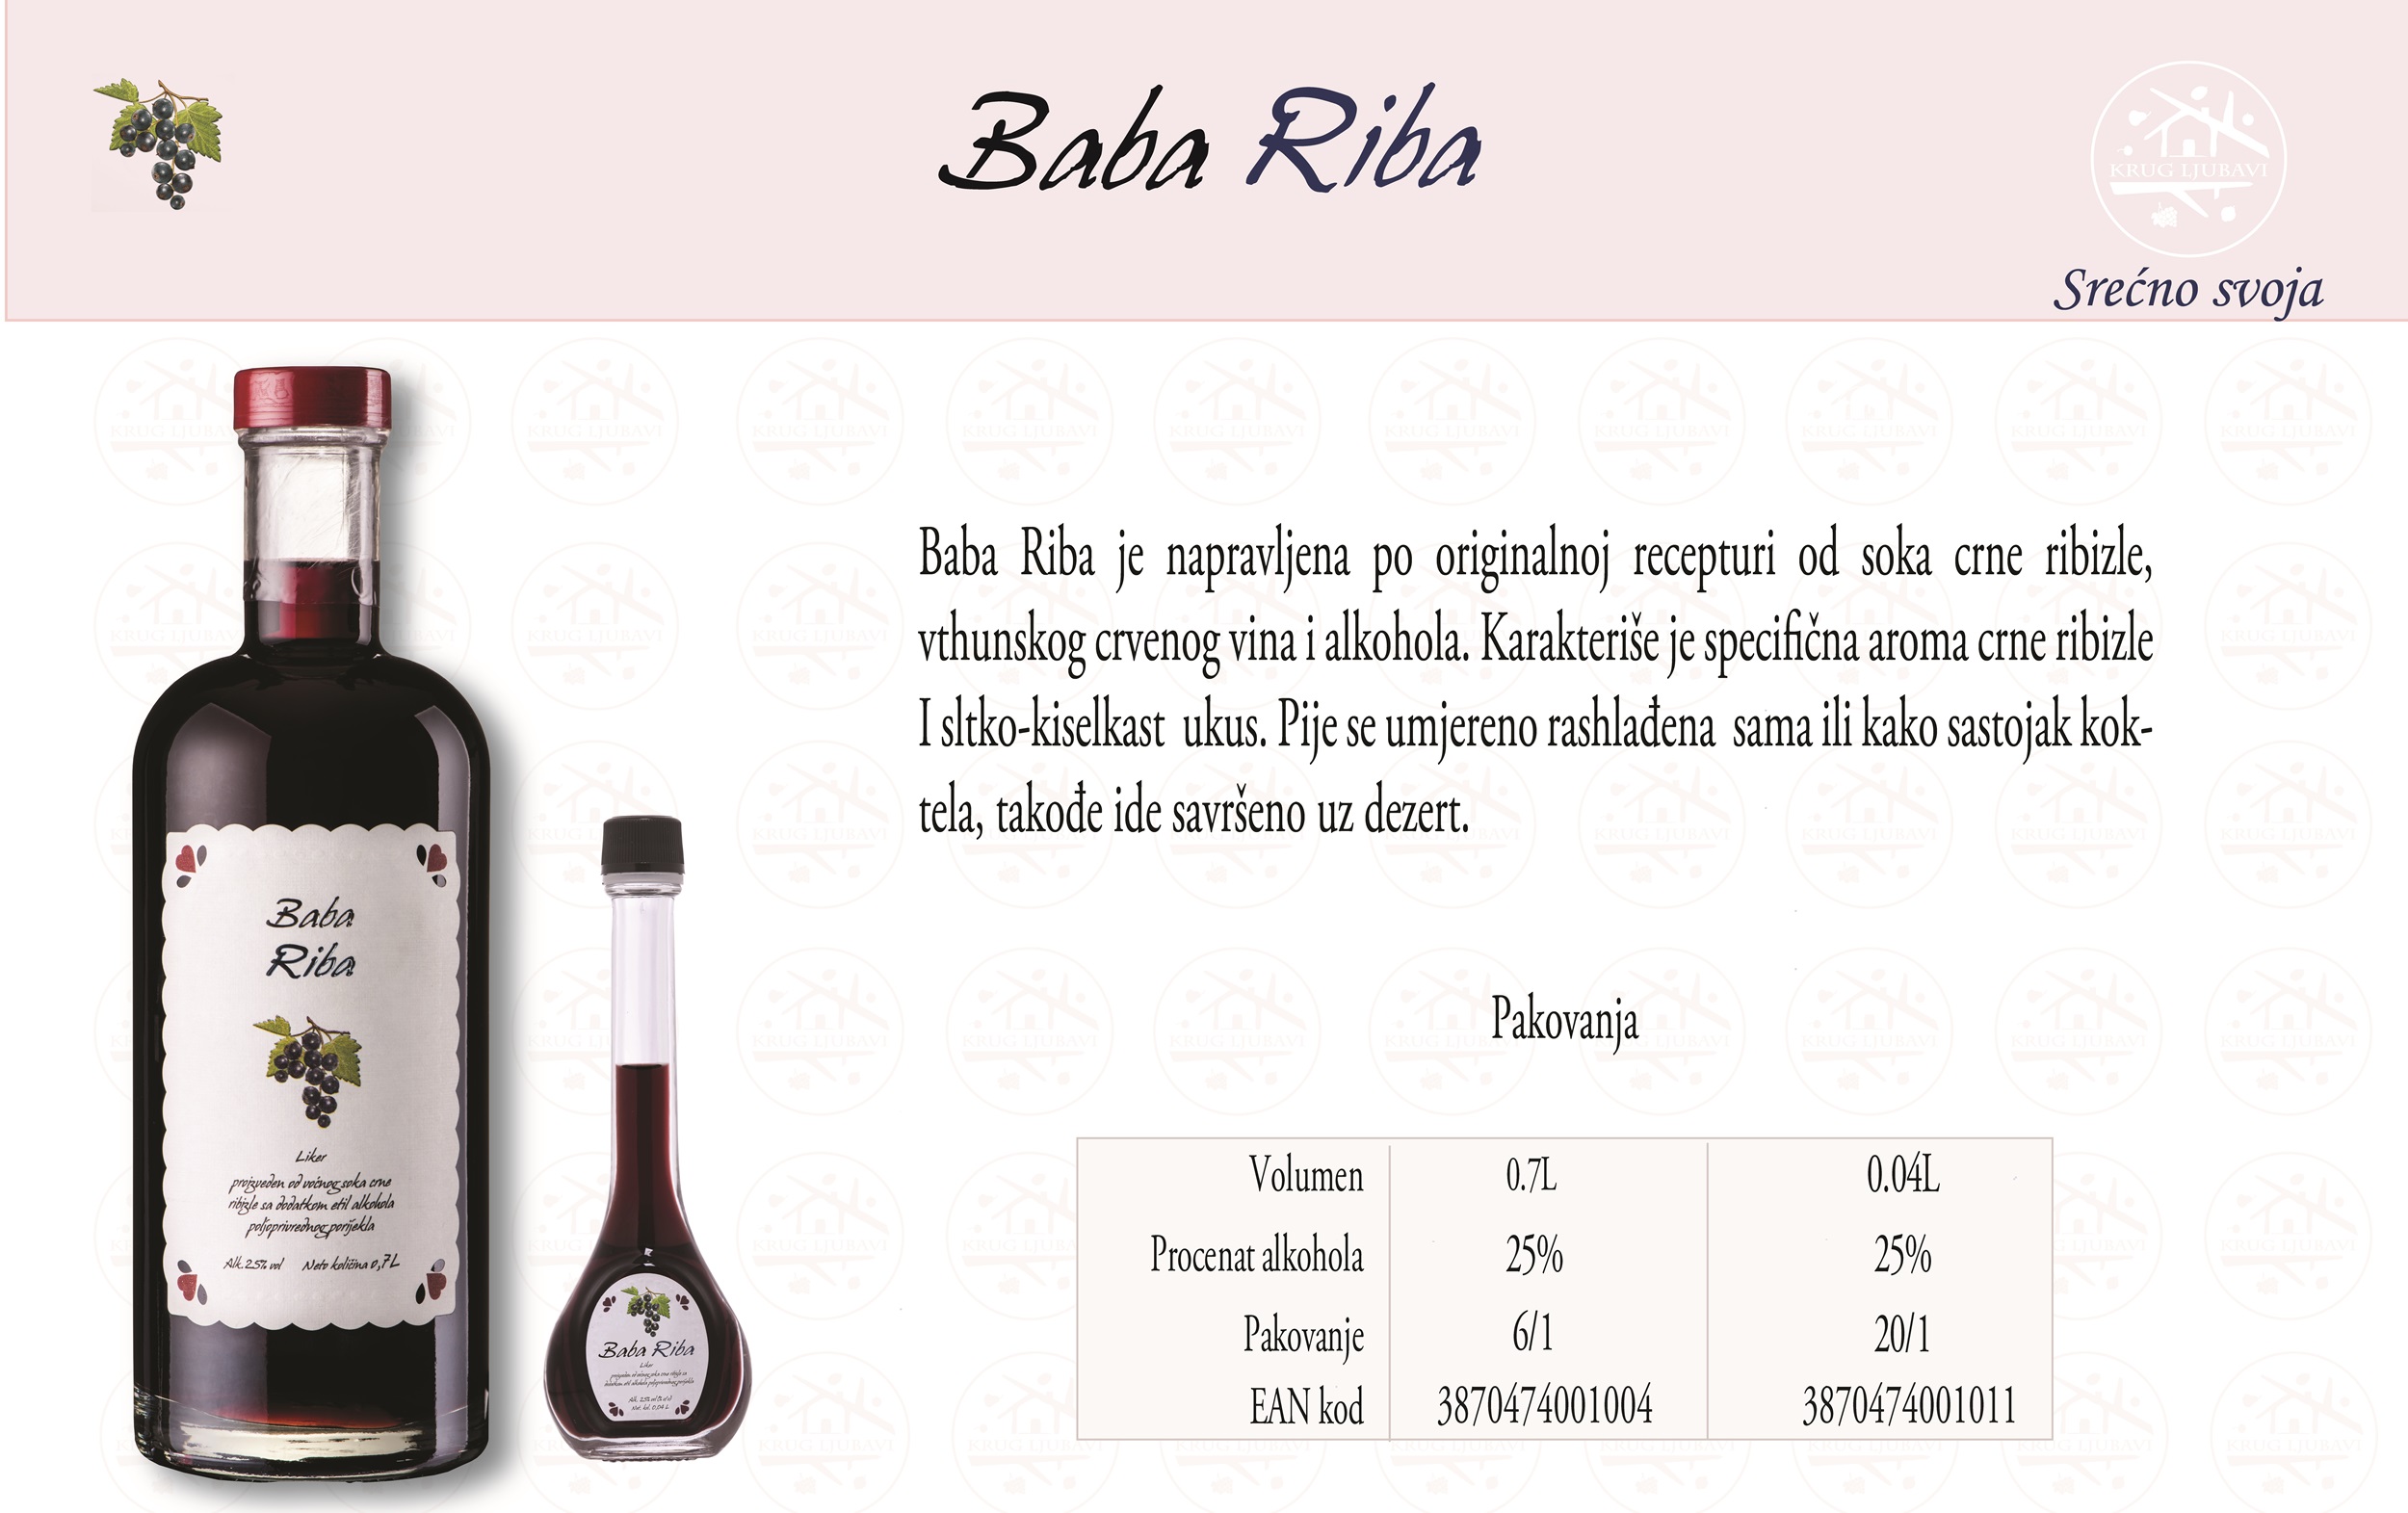 Baba Riba
KRUG LJUBAVI
Srećno svoja
Baba Riba je napravljena po originalnoj recepturi od soka crne ribizle,
vthunskog crvenog vina i alkohola. Karakteriše je specifična aroma crne ribizle
I sltko-kiselkast ukus. Pije se umjereno rashlađena sama ili kako sastojak kok-
tela, takođe ide savršeno uz dezert.
Baba
Riba
Liker
proizveden od voćnog soka crne
ribizle sa dodatkom etil alkohola
poljoprivrednog porijekla
Alk. 25% vol Neto količina 0,7 L
Baba Riba
Liker
Pakovanja
Volumen 0.7L 0.04L
Procenat alkohola 25% 25%
Pakovanje 6/1 20/1
EAN kod 3870474001004 3870474001011